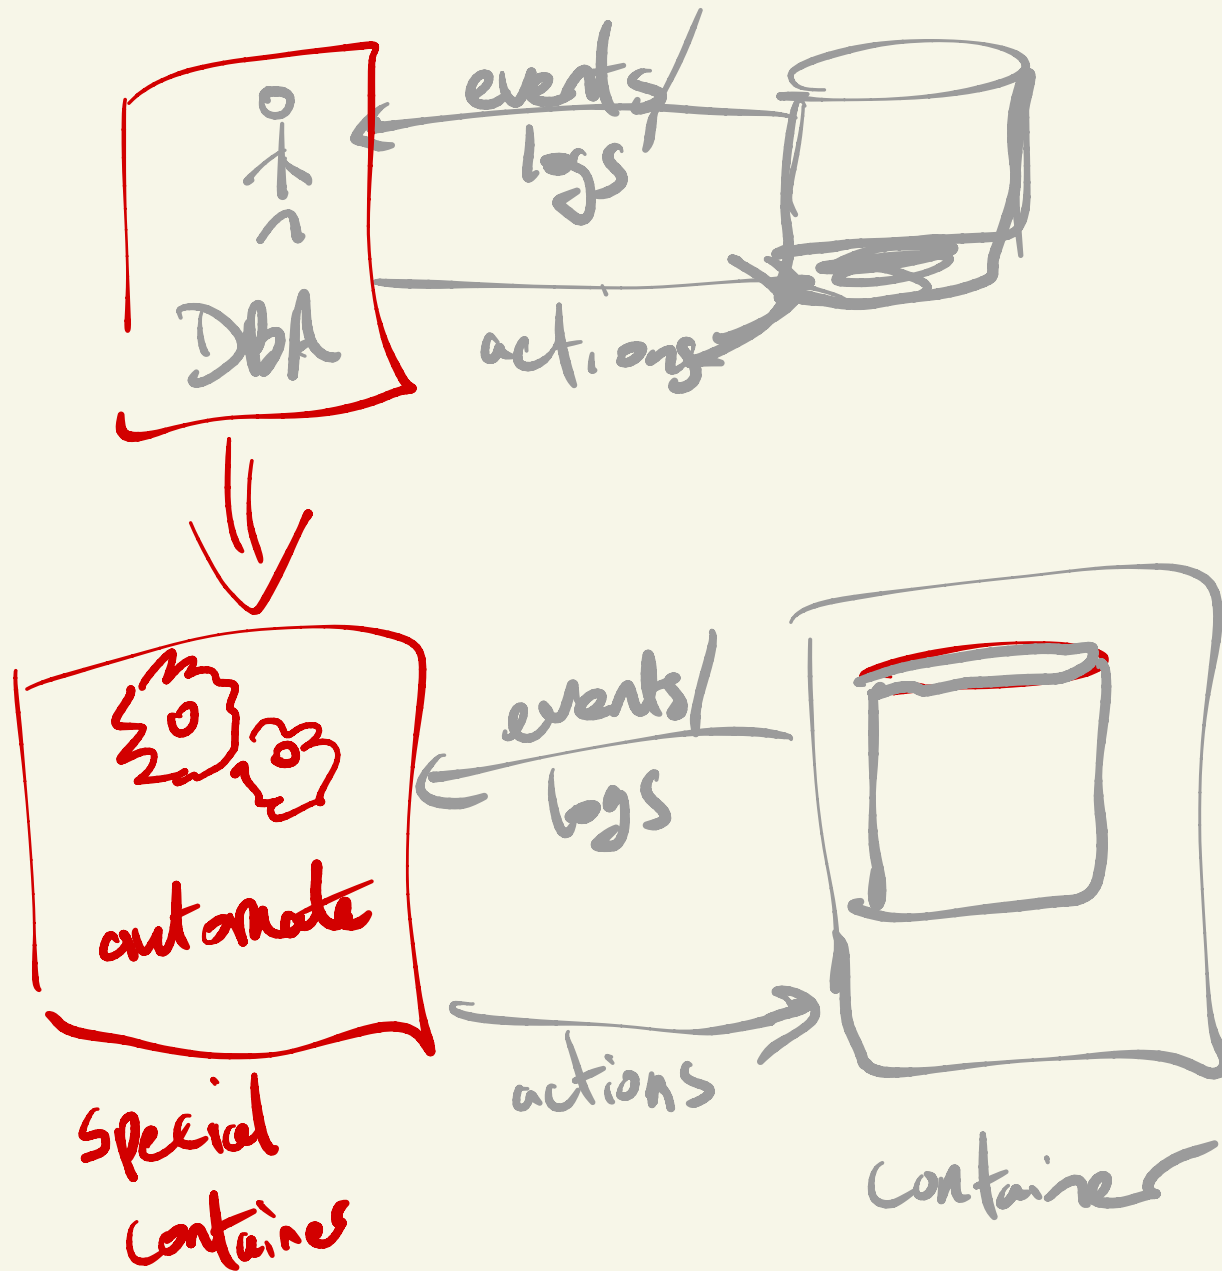 events/
logs
DBA
actions
events/
logs
automate
actions
special
container
container